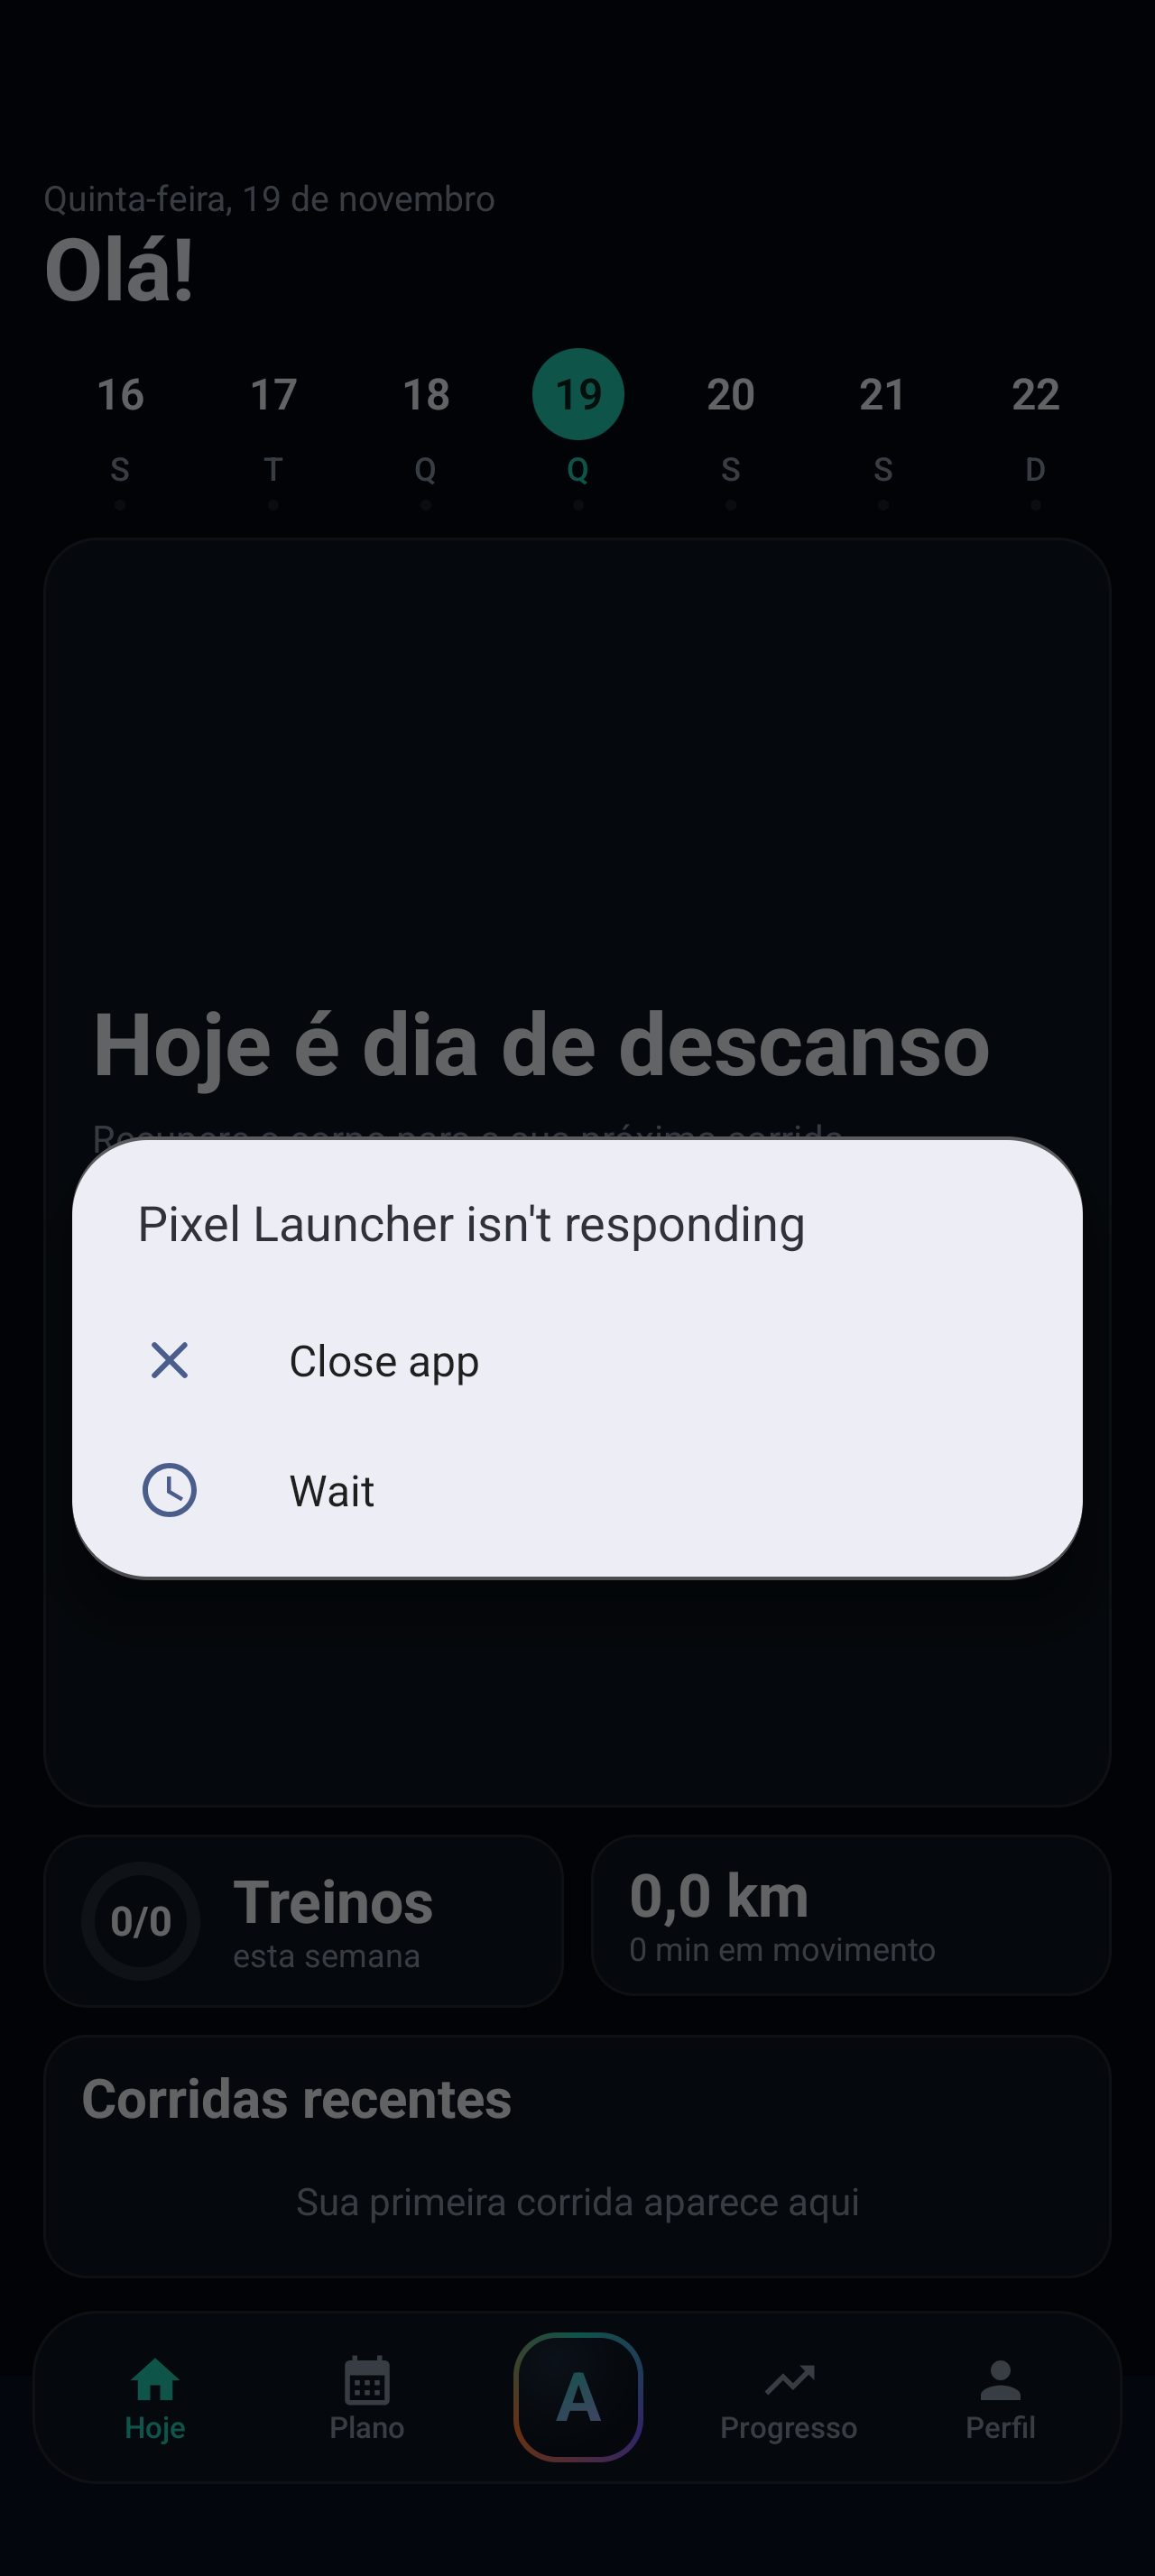 Quinta-feira, 19 de novembro
Olá!
16 17 18 19 20 21 22
S T Q Q S S D
Hoje é dia de descanso
Pixel Launcher isn't responding
Close app
Wait
0/0
Treinos
esta semana
0,0 km
0 min em movimento
Corridas recentes
Sua primeira corrida aparece aqui
A
Hoje Plano Progresso Perfil